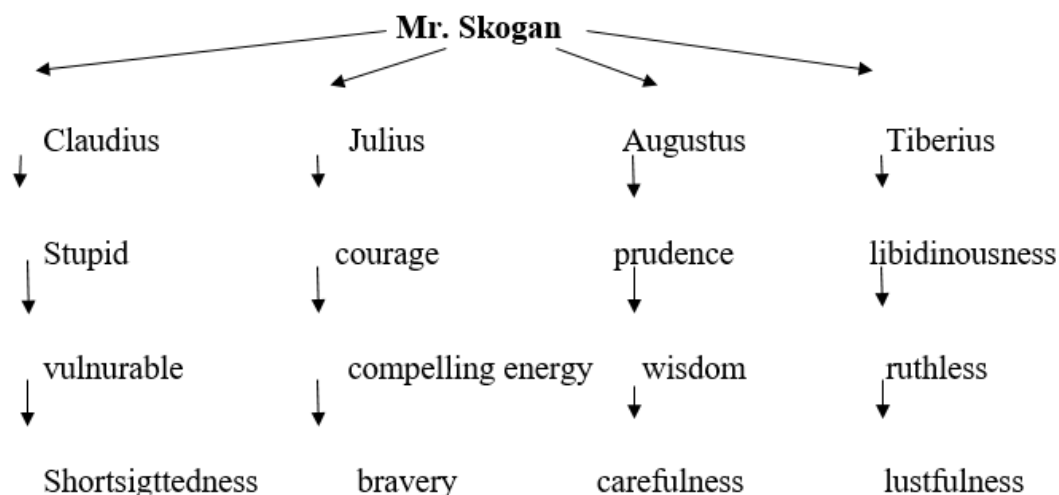 Mr. Skogan
Claudius Julius Augustus Tiberius
Stupid courage prudence libidinousness
vulnurable compelling energy wisdom ruthless
Shortsigttedness bravery carefulness lustfulness